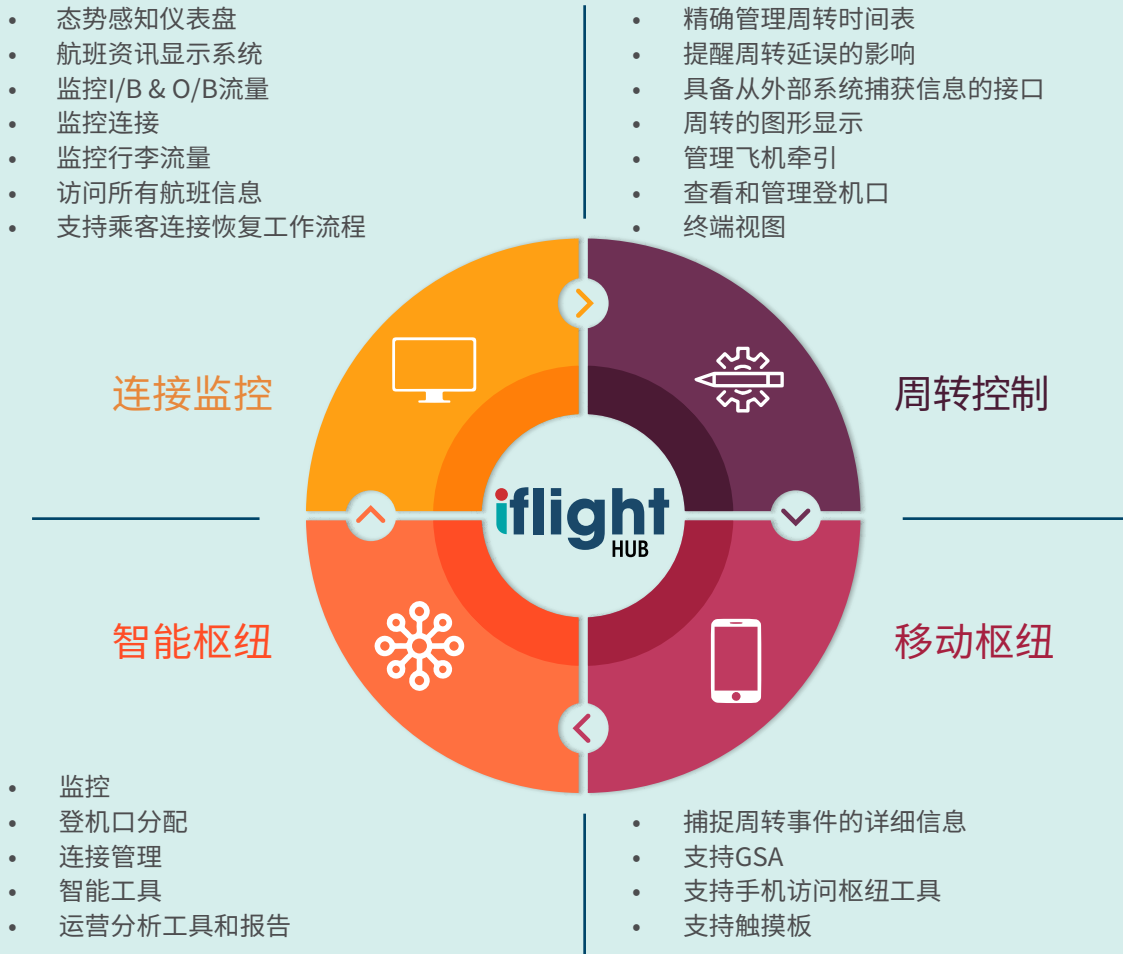 • 态势感知仪表盘
• 航班资讯显示系统
• 监控I/B & O/B流量
• 监控连接
• 监控行李流量
• 访问所有航班信息
• 支持乘客连接恢复工作流程
• 精确管理周转时间表
• 提醒周转延误的影响
• 具备从外部系统捕获信息的接口
• 周转的图形显示
• 管理飞机牵引
• 查看和管理登机口
• 终端视图
连接监控
周转控制
iflight
HUB
智能枢纽
移动枢纽
• 监控
• 登机口分配
• 连接管理
• 智能工具
• 运营分析工具和报告
• 捕捉周转事件的详细信息
• 支持GSA
• 支持手机访问枢纽工具
• 支持触摸板